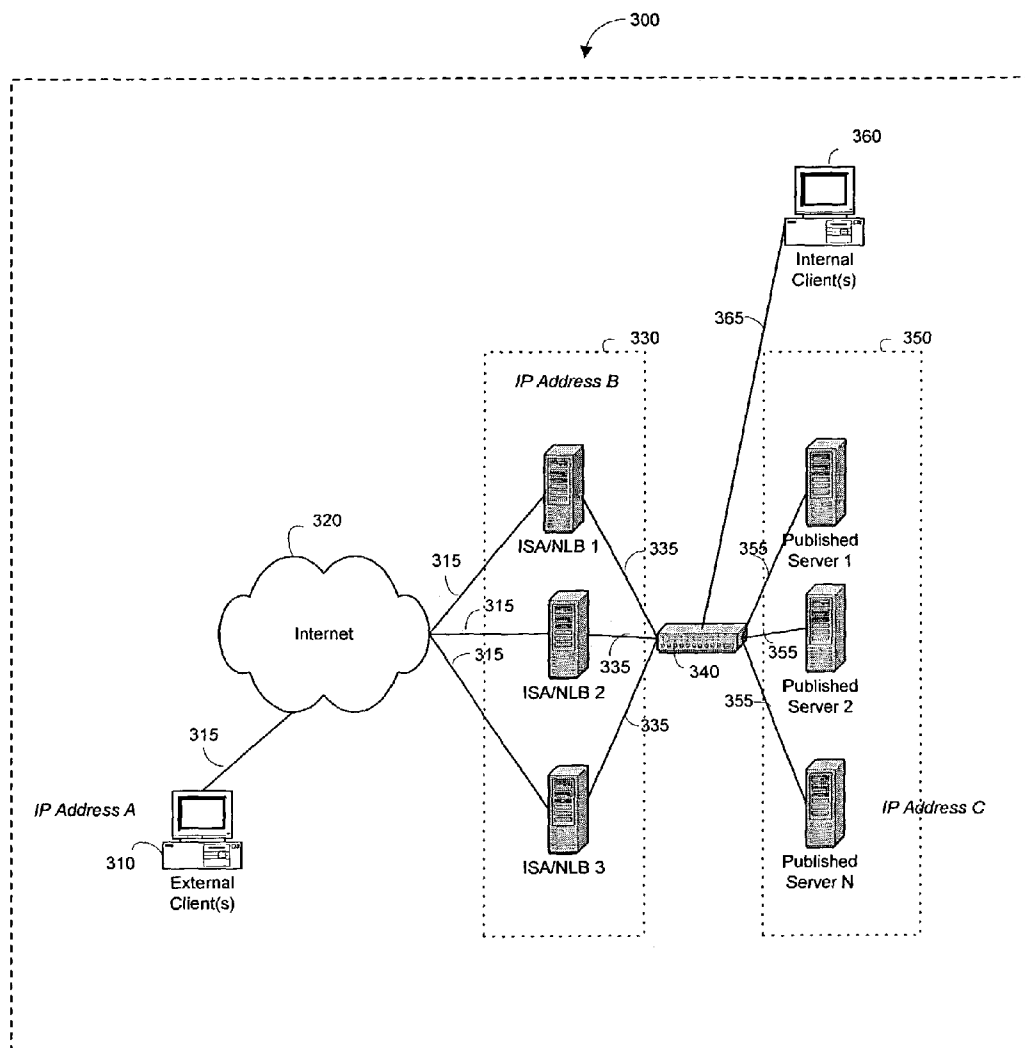 300
360
Internal
Client(s)
365
330
350
IP Address B
320
315
ISA/NLB 1
335
355
Published
Server 1
Internet
315
315
ISA/NLB 2
335
340
355
Published
Server 2
315
335
355
IP Address A
310
External
Client(s)
ISA/NLB 3
IP Address C
Published
Server N